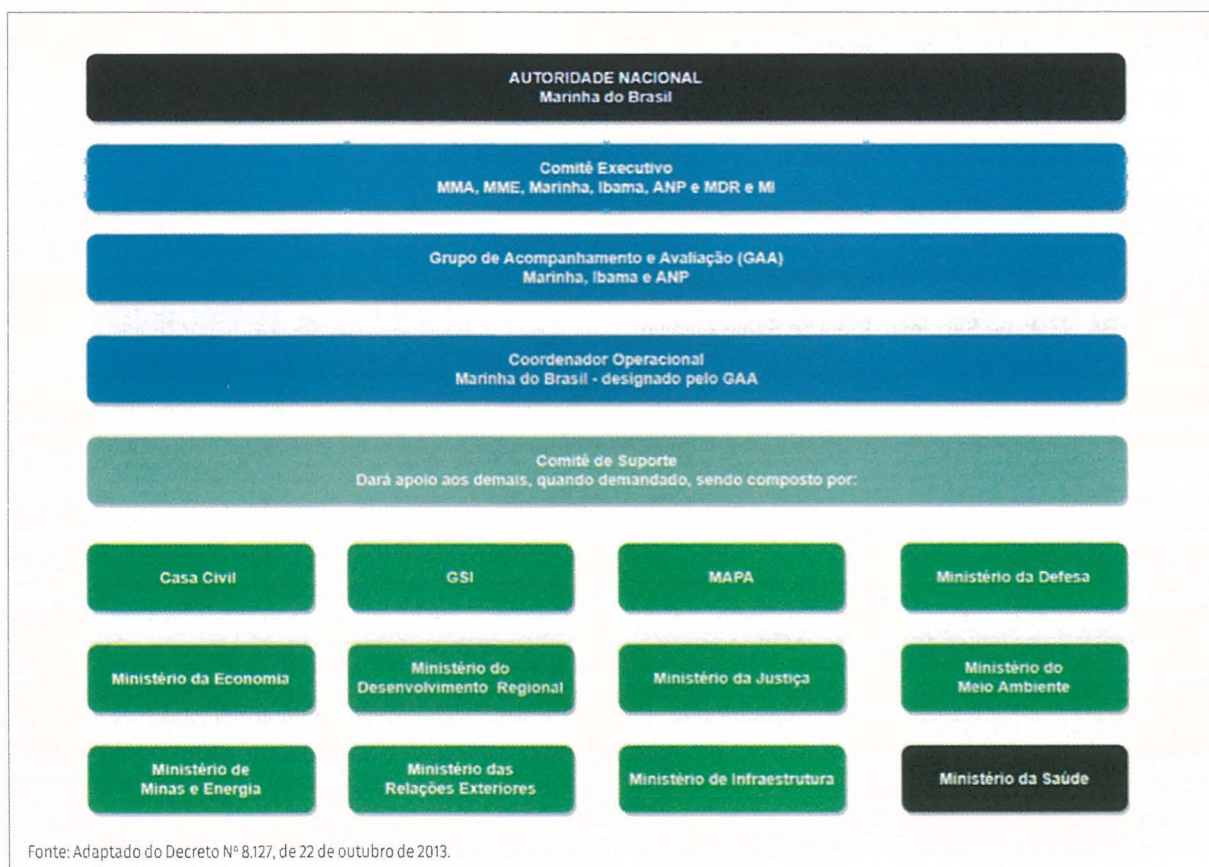 AUTORIDADE NACIONAL
Marinha do Brasil
Comitê Executivo
MMA, MME, Marinha, Ibama, ANP e MDR e MI
Grupo de Acompanhamento e Avaliação (GAA)
Marinha, Ibama e ANP
Coordenador Operacional
Marinha do Brasil - designado pelo GAA
Comitê de Suporte
Dará apoio aos demais, quando demandado, sendo composto por:
Casa Civil
GSI
MAPA
Ministério da Defesa
Ministério da Economia
Ministério do
Desenvolvimento Regional
Ministério da Justiça
Ministério do
Meio Ambiente
Ministério de
Minas e Energia
Ministério das
Relações Exteriores
Ministério de Infraestrutura
Ministério da Saúde
Fonte: Adaptado do Decreto Nº 8.127, de 22 de outubro de 2013.